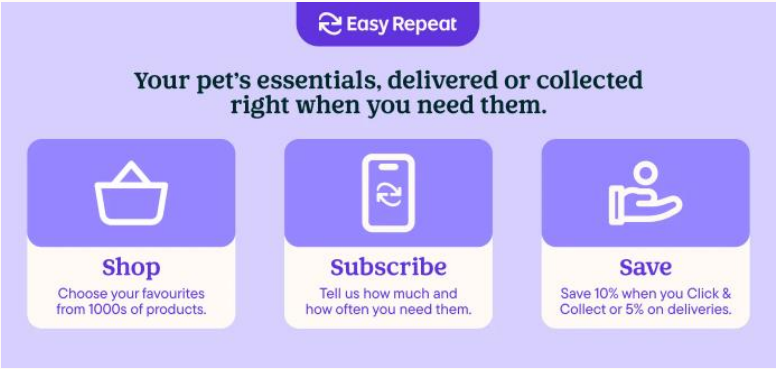 Easy Repeat
Your pet's essentials, delivered or collected
right when you need them.
Shop
Choose your favourites
from 1000s of products.
Subscribe
Tell us how much and
how often you need them.
Save
Save 10% when you Click &
Collect or 5% on deliveries.